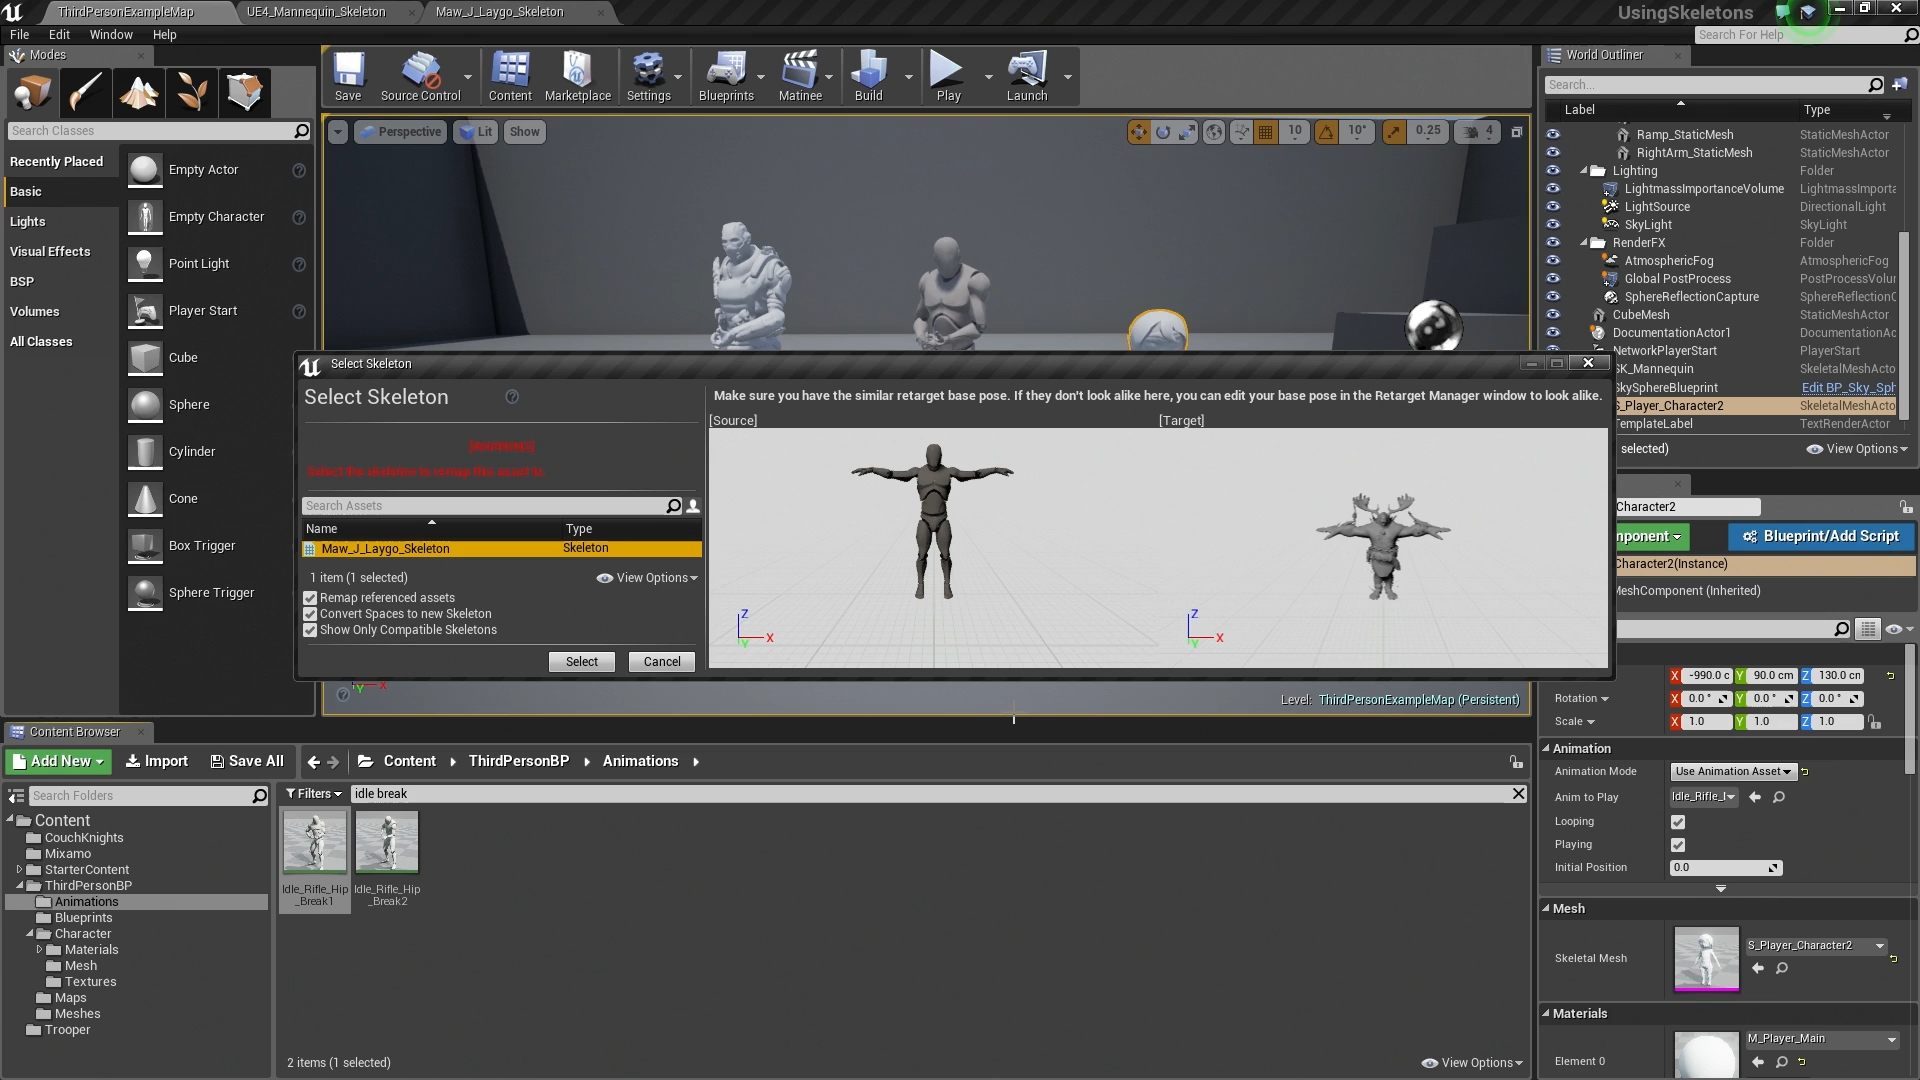 ThirdPersonExampleMap
UE4_Mannequin_Skeleton
Maw_J_Laygo_Skeleton
UsingSkeletons
File Edit Window Help
Search For Help
Modes
Search Classes
Recently Placed
Basic
Lights
Visual Effects
BSP
Volumes
All Classes
Empty Actor
Empty Character
Point Light
Player Start
Cube
Sphere
Cylinder
Cone
Box Trigger
Sphere Trigger
Save
Source Control
Content
Marketplace
Settings
Blueprints
Matinee
Build
Play
Launch
Perspective
Lit
Show
10
10°
0.25
4
World Outliner
Search...
Label Type
Ramp_StaticMesh StaticMeshActor
RightArm_StaticMesh StaticMeshActor
Lighting Folder
LightmassImportanceVolume LightmassImporta
LightSource DirectionalLight
SkyLight SkyLight
RenderFX Folder
AtmosphericFog AtmosphericFog
Global PostProcess PostProcessVolu
SphereReflectionCapture SphereReflectionC
CubeMesh StaticMeshActor
DocumentationActor1 DocumentationAc
NetworkPlayerStart PlayerStart
SK_Mannequin SkeletalMeshActo
SkySphereBlueprint Edit BP_Sky_Sph
S_Player_Character2 SkeletalMeshActo
TemplateLabel TextRenderActor
selected) View Options
Select Skeleton
Select Skeleton
[WARNING]
Select the skeleton to remap this asset to.
Search Assets
Name Type
Maw_J_Laygo_Skeleton Skeleton
1 item (1 selected) View Options
Remap referenced assets
Convert Spaces to new Skeleton
Show Only Compatible Skeletons
Select
Cancel
Make sure you have the similar retarget base pose. If they don't look alike here, you can edit your base pose in the Retarget Manager window to look alike.
[Source]
[Target]
Z
X
Y
Z
X
Y
Y X
Level: ThirdPersonExampleMap (Persistent)
Character2
ponent
Blueprint/Add Script
Character2(Instance)
MeshComponent (Inherited)
X -990.0 c Y 90.0 cm Z 130.0 cm
Rotation X 0.0 ° Y 0.0 ° Z 0.0 °
Scale X 1.0 Y 1.0 Z 1.0
Animation
Animation Mode Use Animation Asset
Anim to Play Idle_Rifle_I
Looping
Playing
Initial Position 0.0
Mesh
Skeletal Mesh
S_Player_Character2
Materials
Element 0
M_Player_Main
Content Browser
Add New
Import
Save All
Content
ThirdPersonBP
Animations
Search Folders
Content
CouchKnights
Mixamo
StarterContent
ThirdPersonBP
Animations
Blueprints
Character
Materials
Mesh
Textures
Maps
Meshes
Trooper
Filters
idle break
Idle_Rifle_Hip
_Break1
Idle_Rifle_Hip
_Break2
2 items (1 selected)
View Options